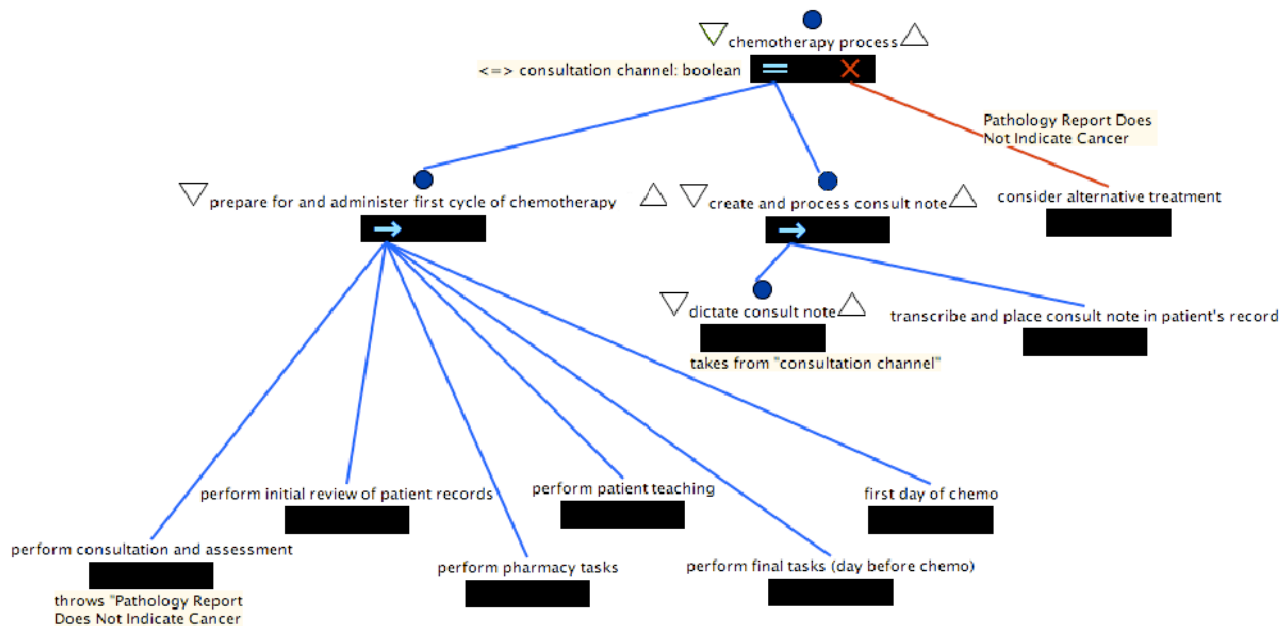 chemotherapy process
<=> consultation channel: boolean
Pathology Report Does
Not Indicate Cancer
prepare for and administer first cycle of chemotherapy
create and process consult note
consider alternative treatment
dictate consult note
takes from "consultation channel"
transcribe and place consult note in patient's record
perform initial review of patient records
perform patient teaching
first day of chemo
perform consultation and assessment
throws "Pathology Report
Does Not Indicate Cancer
perform pharmacy tasks
perform final tasks (day before chemo)